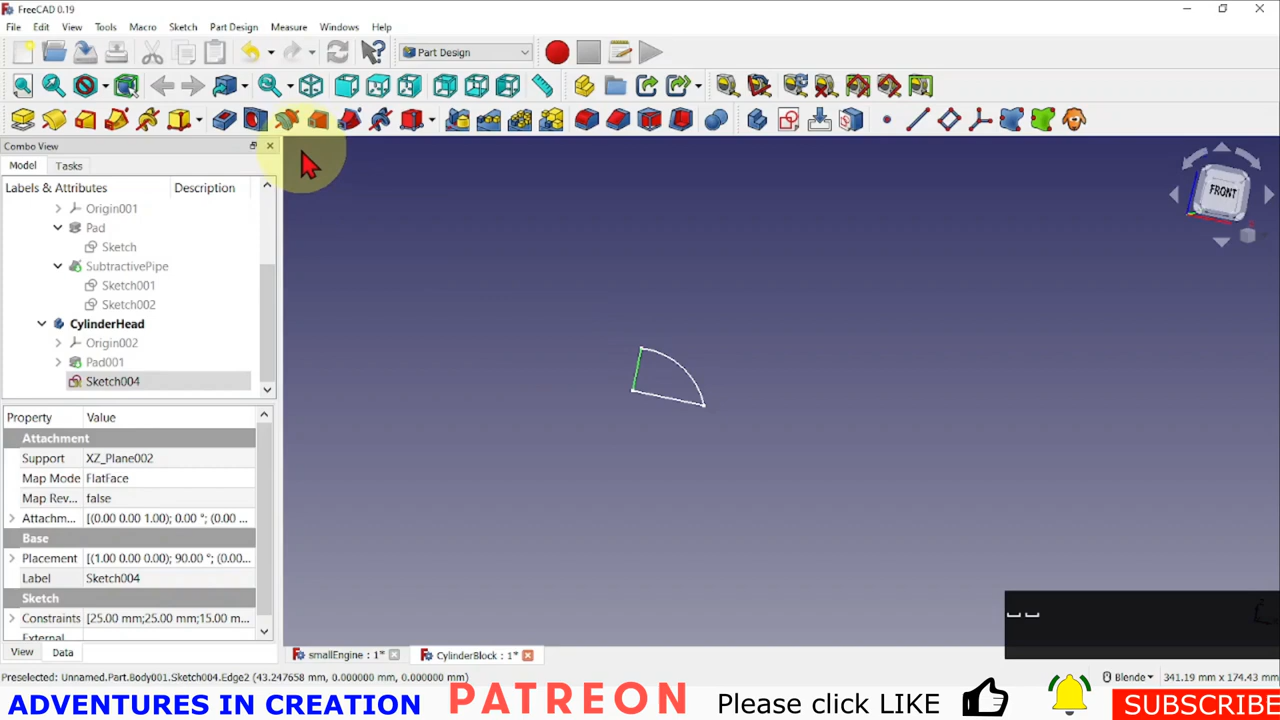 FreeCAD 0.19
File Edit View Tools Macro Sketch Part Design Measure Windows Help
Part Design
Combo View
Model Tasks
Labels & Attributes Description
Origin001
Pad
Sketch
SubtractivePipe
Sketch001
Sketch002
CylinderHead
Origin002
Pad001
Sketch004
Property Value
Attachment
Support XZ_Plane002
Map Mode FlatFace
Map Rev... false
Attachm... [(0.00 0.00 1.00); 0.00 °; (0.00 ...
Base
Placement [(1.00 0.00 0.00); 90.00 °; (0.00...
Label Sketch004
Sketch
Constraints [25.00 mm;25.00 mm;15.00 m...
External
View Data
FRONT
smallEngine : 1* CylinderBlock : 1*
Preselected: Unnamed.Part.Body001.Sketch004.Edge2 (43.247658 mm, 0.000000 mm, 0.000000 mm) Blender 341.19 mm x 174.43 mm
ADVENTURES IN CREATION PATREON Please click LIKE SUBSCRIBE